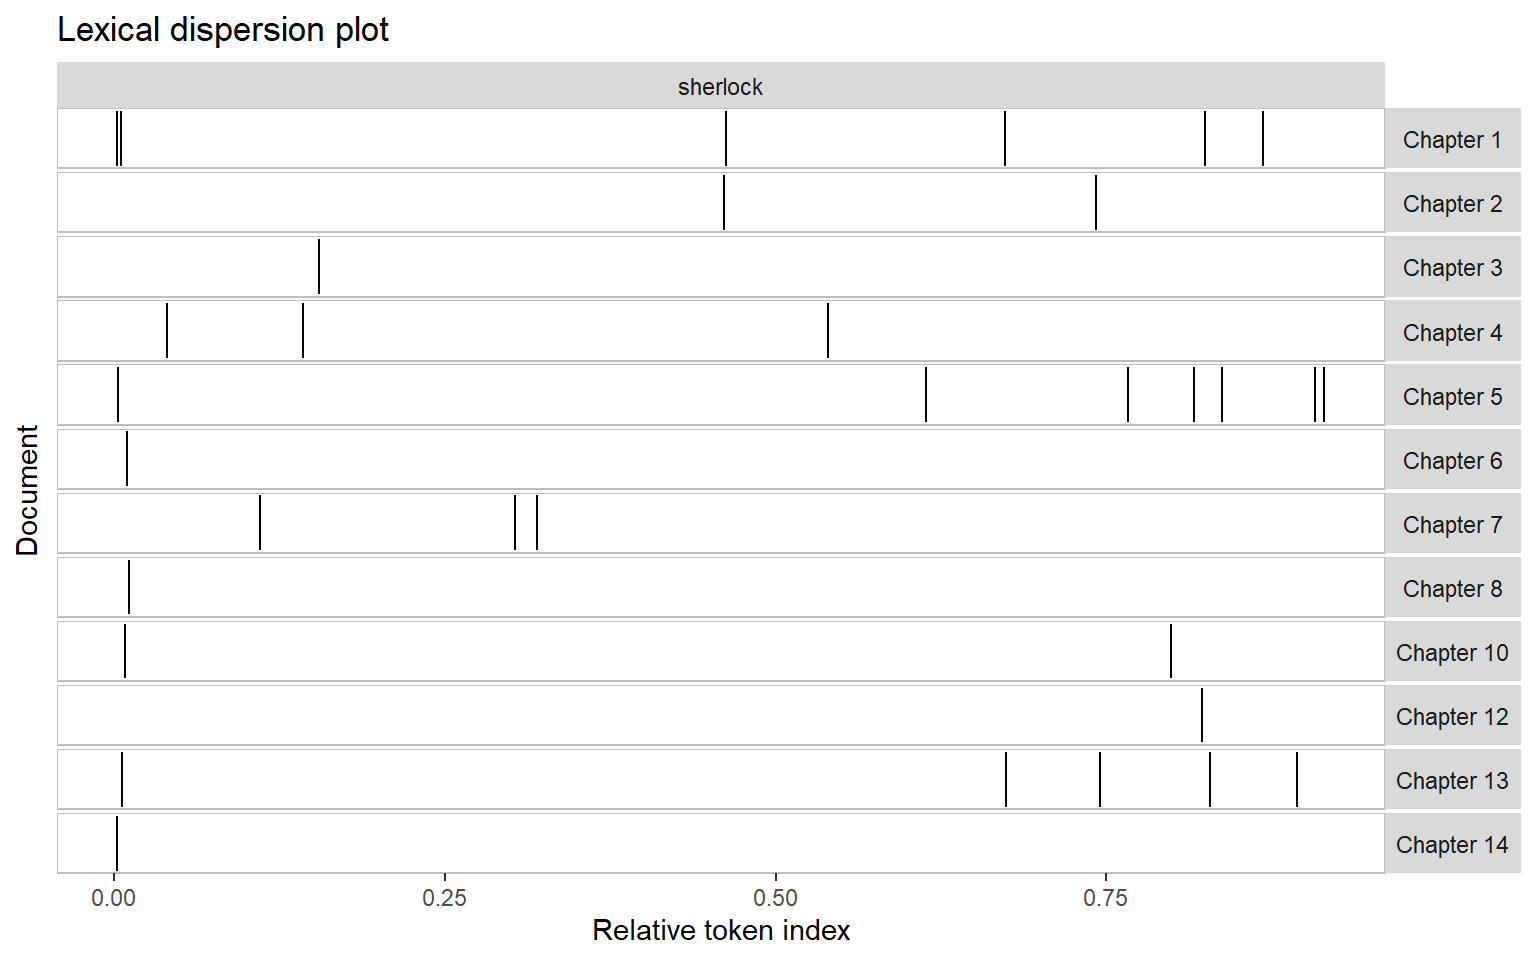 Lexical dispersion plot
sherlock
Chapter 1
Chapter 2
Chapter 3
Chapter 4
Chapter 5
Chapter 6
Chapter 7
Chapter 8
Chapter 10
Chapter 12
Chapter 13
Chapter 14
Document
0.00 0.25 0.50 0.75
Relative token index